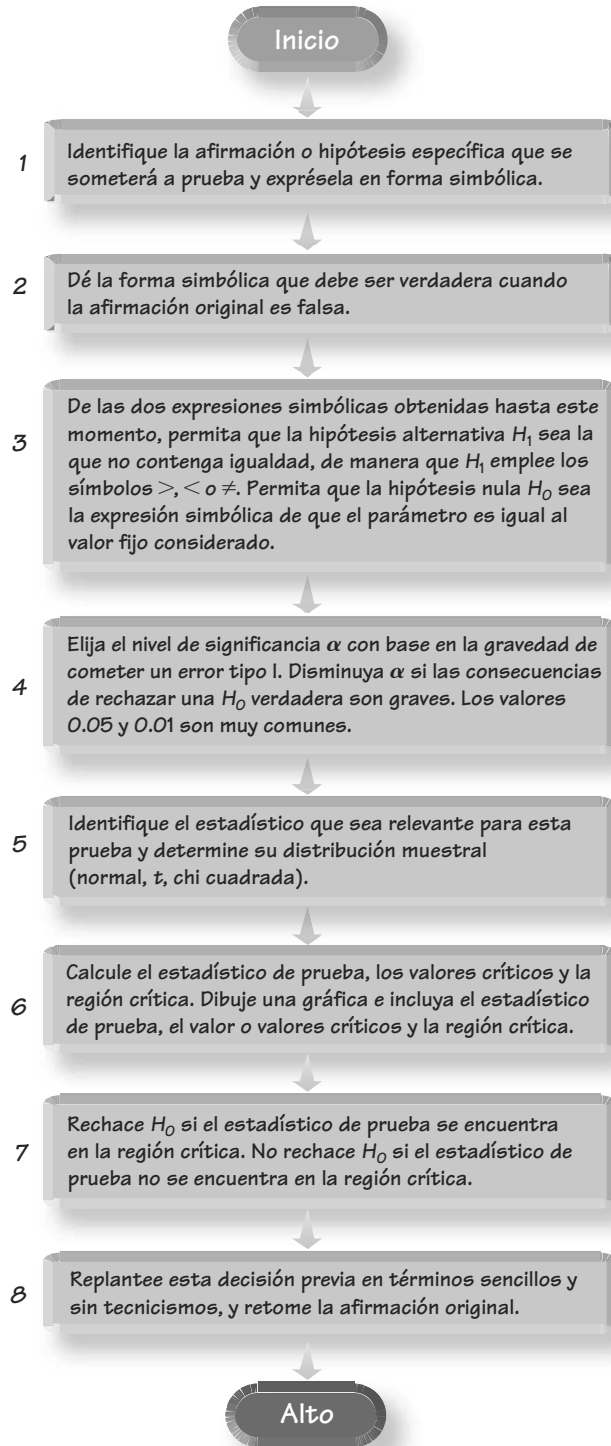 Inicio
1
Identifique la afirmación o hipótesis específica que se
someterá a prueba y exprésela en forma simbólica.
2
Dé la forma simbólica que debe ser verdadera cuando
la afirmación original es falsa.
3
De las dos expresiones simbólicas obtenidas hasta este
momento, permita que la hipótesis alternativa H₁ sea la
que no contenga igualdad, de manera que H₁ emplee los
símbolos >, < o ≠. Permita que la hipótesis nula H₀ sea
la expresión simbólica de que el parámetro es igual al
valor fijo considerado.
4
Elija el nivel de significancia α con base en la gravedad de
cometer un error tipo I. Disminuya α si las consecuencias
de rechazar una H₀ verdadera son graves. Los valores
0.05 y 0.01 son muy comunes.
5
Identifique el estadístico que sea relevante para esta
prueba y determine su distribución muestral
(normal, t, chi cuadrada).
6
Calcule el estadístico de prueba, los valores críticos y la
región crítica. Dibuje una gráfica e incluya el estadístico
de prueba, el valor o valores críticos y la región crítica.
7
Rechace H₀ si el estadístico de prueba se encuentra
en la región crítica. No rechace H₀ si el estadístico de
prueba no se encuentra en la región crítica.
8
Replantee esta decisión previa en términos sencillos y
sin tecnicismos, y retome la afirmación original.
Alto